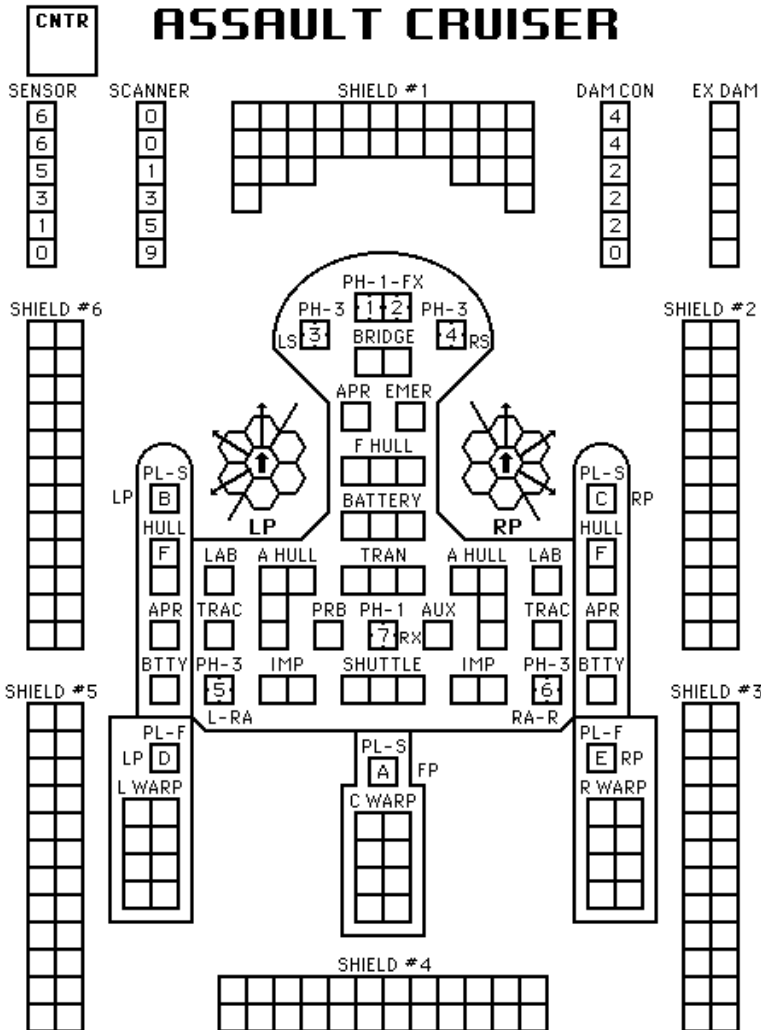 CNTR
ASSAULT CRUISER
SENSOR SCANNER SHIELD #1 DAM CON EX DAM
6 0 4
6 0 4
5 1 2
3 3 2
1 5 2
0 9 0
PH-1-FX
SHIELD #6 PH-3 1 2 PH-3 SHIELD #2
LS 3 4 RS
BRIDGE
APR EMER
F HULL
PL-S PL-S
LP B BATTERY C RP
HULL LP RP HULL
F F
LAB A HULL TRAN A HULL LAB
APR TRAC PRB PH-1 AUX TRAC APR
7 RX
BTTY PH-3 IMP SHUTTLE IMP PH-3 BTTY
SHIELD #5 5 6 SHIELD #3
L-RA RA-R
PL-F PL-S PL-F
LP D A FP E RP
L WARP C WARP R WARP
SHIELD #4